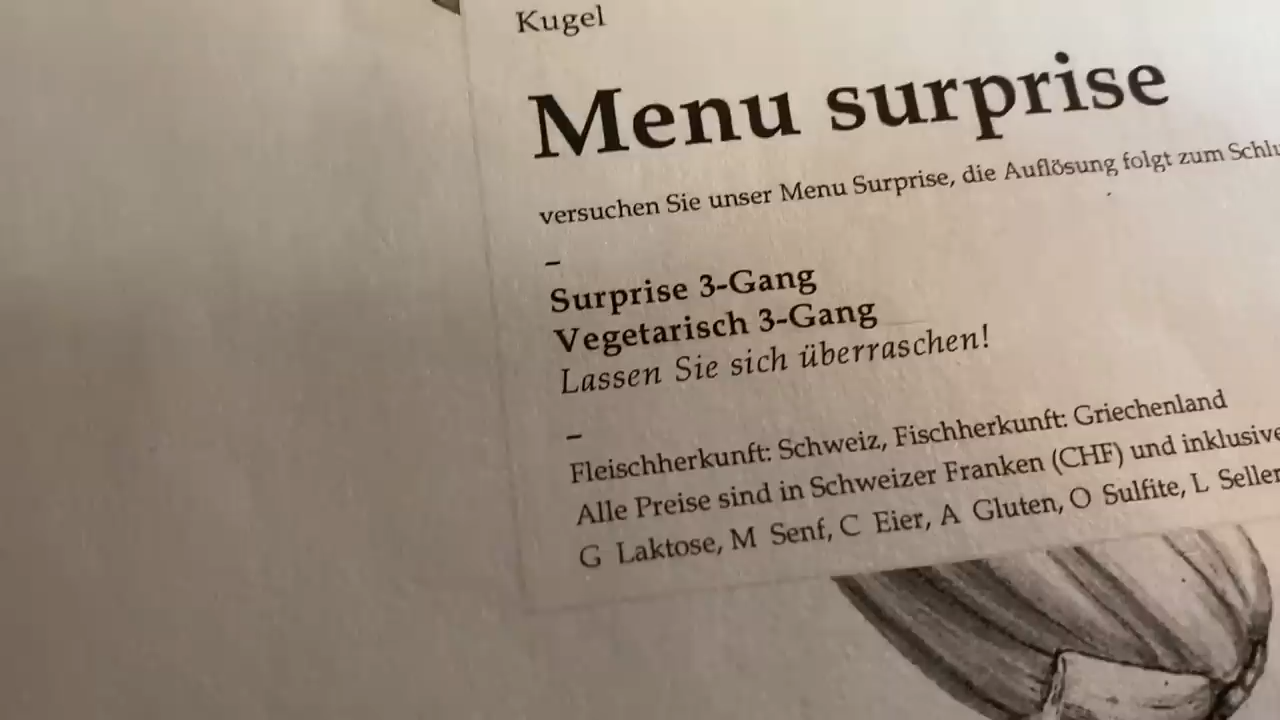 Kugel
Menu surprise
versuchen Sie unser Menu Surprise, die Auflösung folgt zum
–
Surprise 3-Gang
Vegetarisch 3-Gang
Lassen Sie sich überraschen!
–
Fleischherkunft: Schweiz, Fischherkunft: Griechenland
Alle Preise sind in Schweizer Franken (CHF) und inklusive
G Laktose, M Senf, C Eier, A Gluten, O Sulfite, L